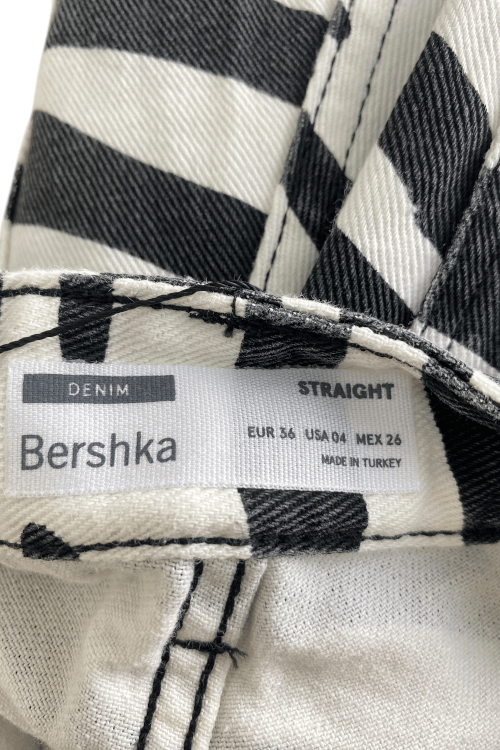 DENIM
STRAIGHT
Bershka
EUR 36 USA 04 MEX 26
MADE IN TURKEY